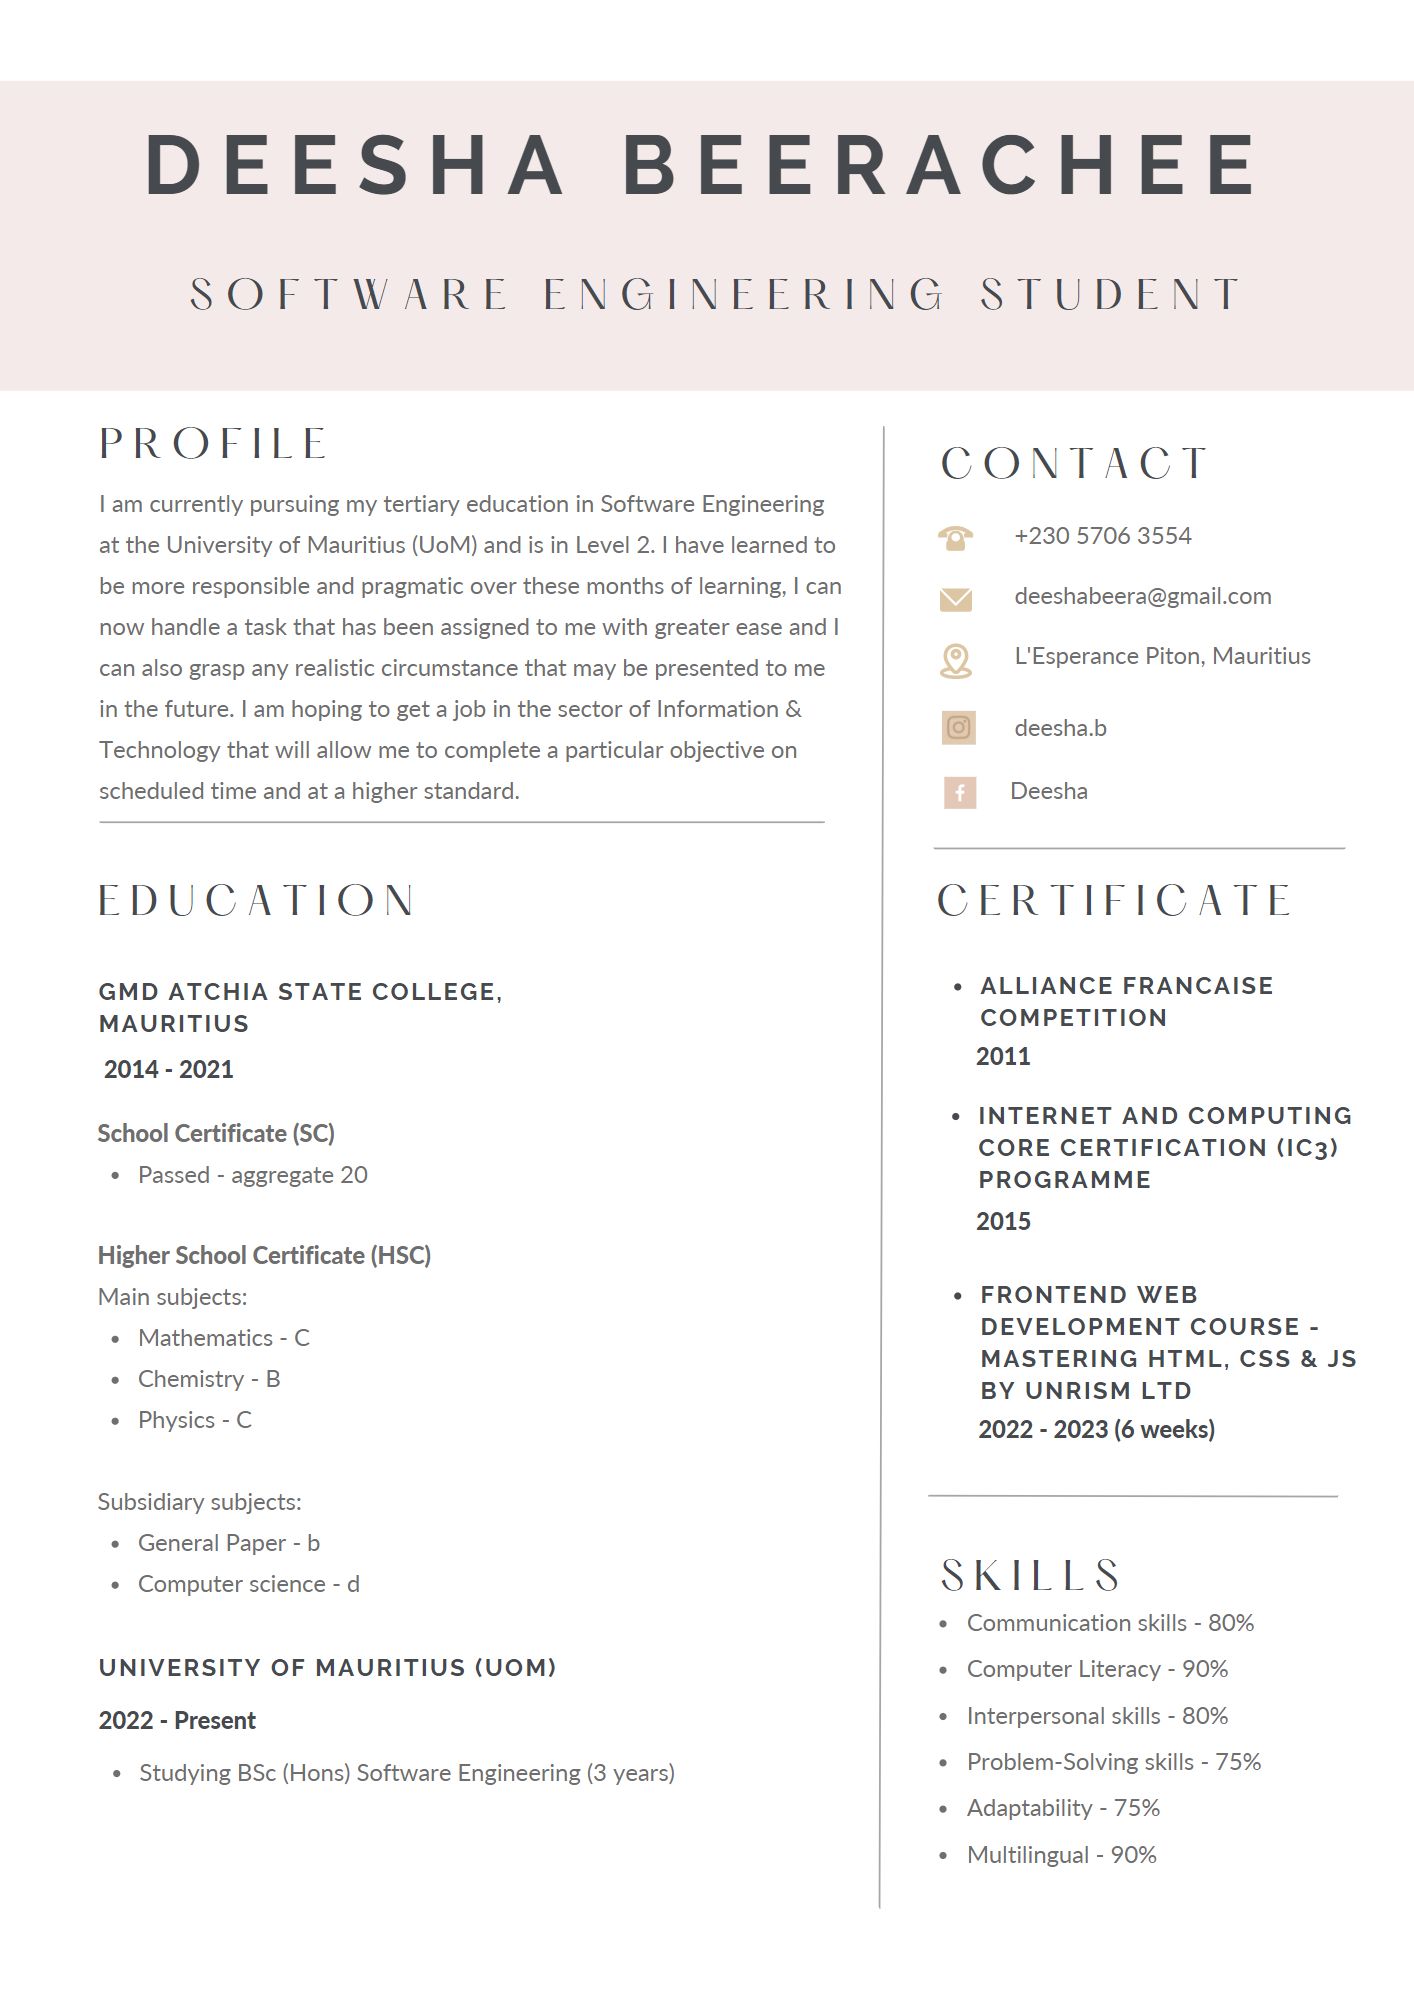 DEESHA BEERACHEE
SOFTWARE ENGINEERING STUDENT
PROFILE
I am currently pursuing my tertiary education in Software Engineering
at the University of Mauritius (UoM) and is in Level 2. I have learned to
be more responsible and pragmatic over these months of learning, I can
now handle a task that has been assigned to me with greater ease and I
can also grasp any realistic circumstance that may be presented to me
in the future. I am hoping to get a job in the sector of Information &
Technology that will allow me to complete a particular objective on
scheduled time and at a higher standard.
EDUCATION
GMD ATCHIA STATE COLLEGE,
MAURITIUS
2014 - 2021
School Certificate (SC)
• Passed - aggregate 20
Higher School Certificate (HSC)
Main subjects:
• Mathematics - C
• Chemistry - B
• Physics - C
Subsidiary subjects:
• General Paper - b
• Computer science - d
UNIVERSITY OF MAURITIUS (UOM)
2022 - Present
• Studying BSc (Hons) Software Engineering (3 years)
CONTACT
+230 5706 3554
deeshabeera@gmail.com
L'Esperance Piton, Mauritius
deesha.b
Deesha
CERTIFICATE
• ALLIANCE FRANCAISE
COMPETITION
2011
• INTERNET AND COMPUTING
CORE CERTIFICATION (IC3)
PROGRAMME
2015
• FRONTEND WEB
DEVELOPMENT COURSE -
MASTERING HTML, CSS & JS
BY UNRISM LTD
2022 - 2023 (6 weeks)
SKILLS
• Communication skills - 80%
• Computer Literacy - 90%
• Interpersonal skills - 80%
• Problem-Solving skills - 75%
• Adaptability - 75%
• Multilingual - 90%